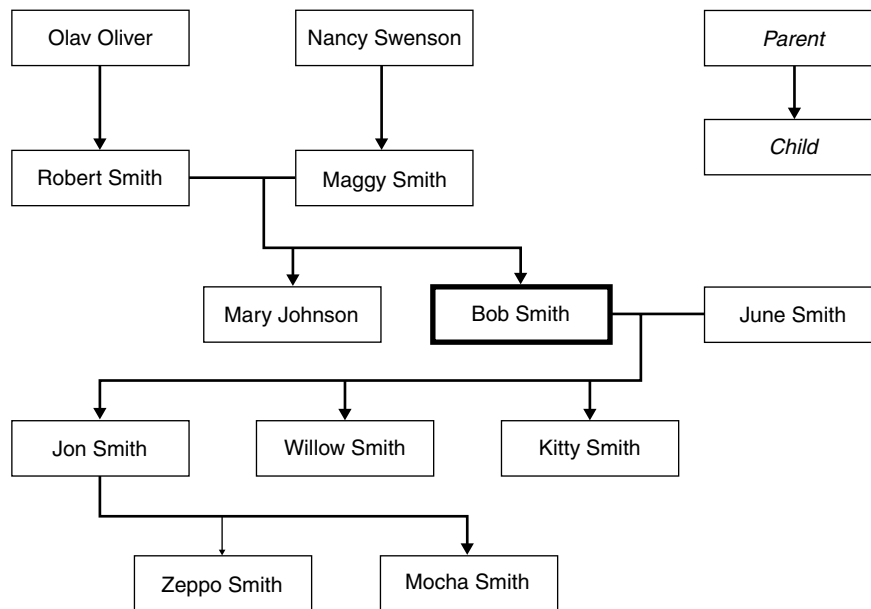 Olav Oliver
Nancy Swenson
Parent
Child
Robert Smith
Maggy Smith
Mary Johnson
Bob Smith
June Smith
Jon Smith
Willow Smith
Kitty Smith
Zeppo Smith
Mocha Smith